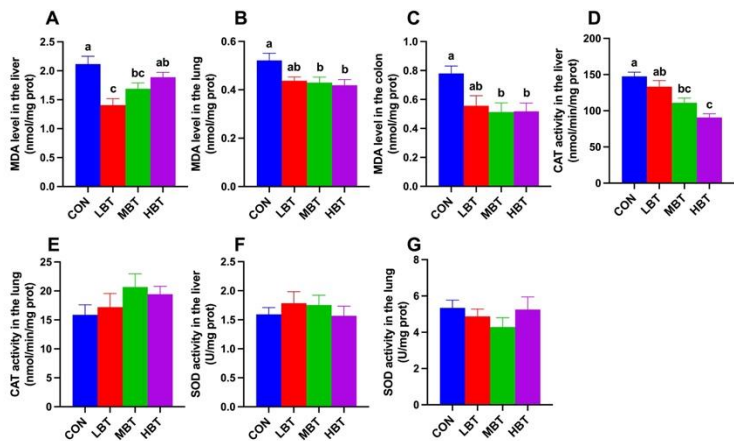 A
MDA level in the liver
(nmol/mg prot)
2.5
2.0
1.5
1.0
0.5
0.0
a
c
bc
ab
CON
LBT
MBT
HBT
B
MDA level in the lung
(nmol/mg prot)
0.6
0.4
0.2
0.0
a
ab
b
b
CON
LBT
MBT
HBT
C
MDA level in the colon
(nmol/mg prot)
1.0
0.8
0.6
0.4
0.2
0.0
a
ab
b
b
CON
LBT
MBT
HBT
D
CAT activity in the liver
(nmol/min/mg prot)
150
100
50
0
a
ab
bc
c
CON
LBT
MBT
HBT
E
CAT activity in the lung
(nmol/min/mg prot)
25
20
15
10
5
0
CON
LBT
MBT
HBT
F
SOD activity in the liver
(U/mg prot)
2.5
2.0
1.5
1.0
0.5
0.0
CON
LBT
MBT
HBT
G
SOD activity in the lung
(U/mg prot)
8
6
4
2
0
CON
LBT
MBT
HBT